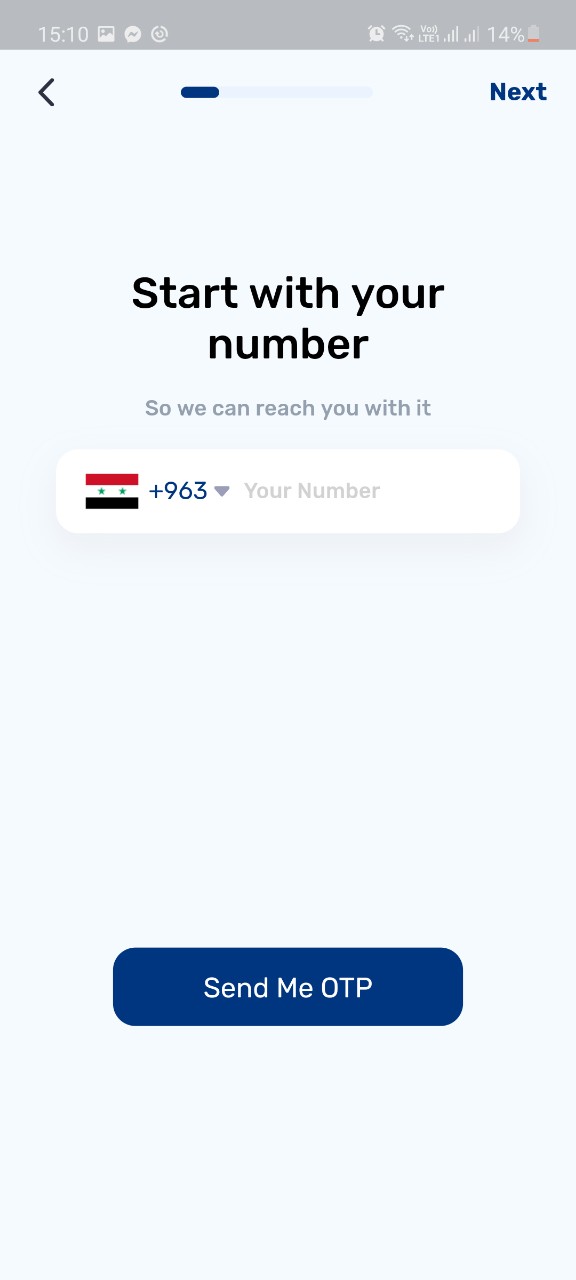 15:10
Vo))
LTE1
14%
Next
Start with your
number
So we can reach you with it
+963
Your Number
Send Me OTP